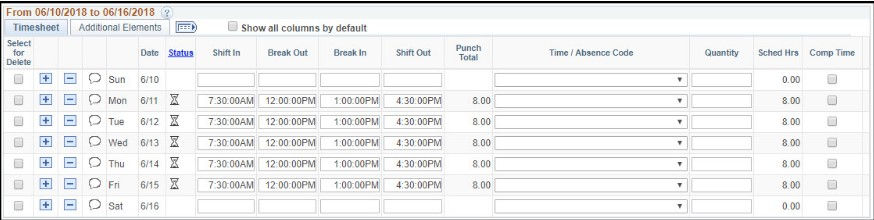 From 06/10/2018 to 06/16/2018 ?
Timesheet Additional Elements Show all columns by default
Select for Delete Date Status Shift In Break Out Break In Shift Out Punch Total Time / Absence Code Quantity Sched Hrs Comp Time
Sun 6/10 0.00
Mon 6/11 7:30:00AM 12:00:00PM 1:00:00PM 4:30:00PM 8.00 8.00
Tue 6/12 7:30:00AM 12:00:00PM 1:00:00PM 4:30:00PM 8.00 8.00
Wed 6/13 7:30:00AM 12:00:00PM 1:00:00PM 4:30:00PM 8.00 8.00
Thu 6/14 7:30:00AM 12:00:00PM 1:00:00PM 4:30:00PM 8.00 8.00
Fri 6/15 7:30:00AM 12:00:00PM 1:00:00PM 4:30:00PM 8.00 8.00
Sat 6/16 0.00